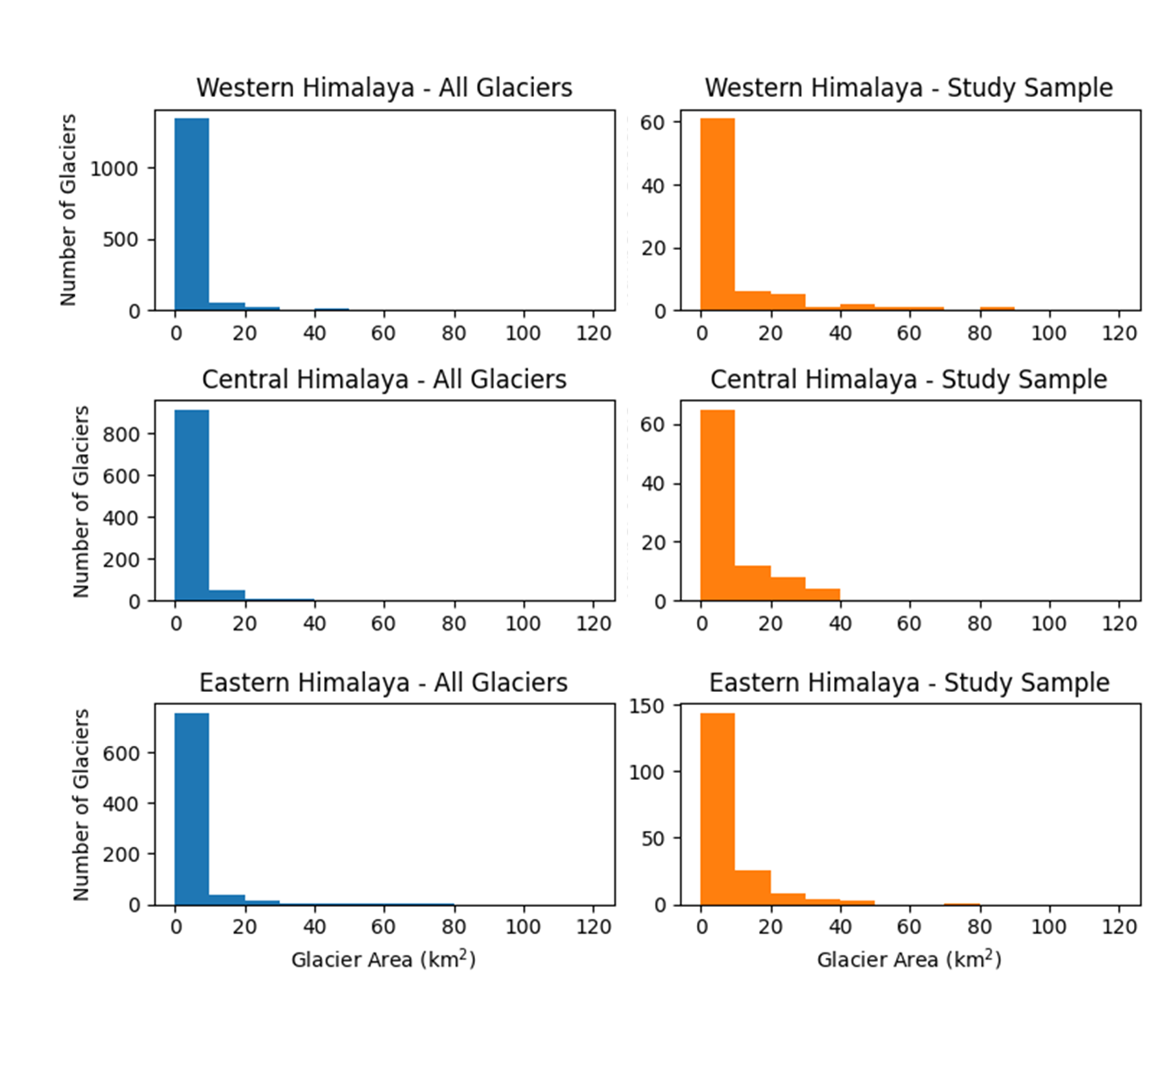 Western Himalaya - All Glaciers
Number of Glaciers
1000
500
0
0 20 40 60 80 100 120
Western Himalaya - Study Sample
60
40
20
0
0 20 40 60 80 100 120
Central Himalaya - All Glaciers
Number of Glaciers
800
600
400
200
0
0 20 40 60 80 100 120
Central Himalaya - Study Sample
60
40
20
0
0 20 40 60 80 100 120
Eastern Himalaya - All Glaciers
Number of Glaciers
600
400
200
0
0 20 40 60 80 100 120
Glacier Area (km²)
Eastern Himalaya - Study Sample
150
100
50
0
0 20 40 60 80 100 120
Glacier Area (km²)